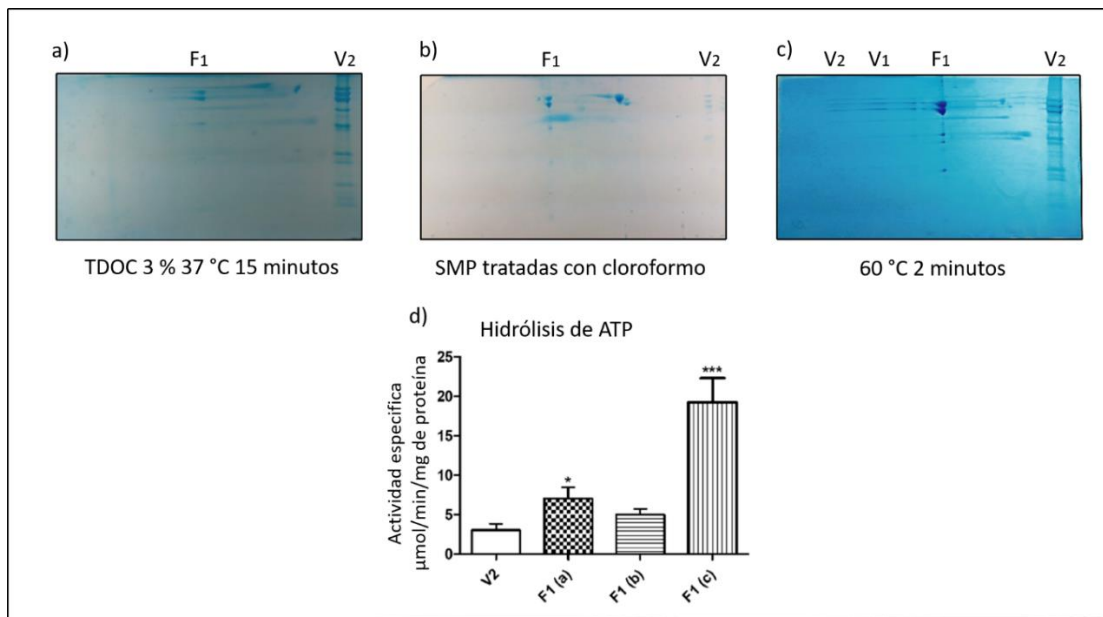 a)
F1
V2
b)
F1
V2
c)
V2 V1 F1
V2
TDOC 3 % 37 °C 15 minutos
SMP tratadas con cloroformo
60 °C 2 minutos
d)
Hidrólisis de ATP
Actividad especifica
µmol/min/mg de proteína
25
20
15
10
5
0
*
***
V2
F1 (a)
F1 (b)
F1 (c)